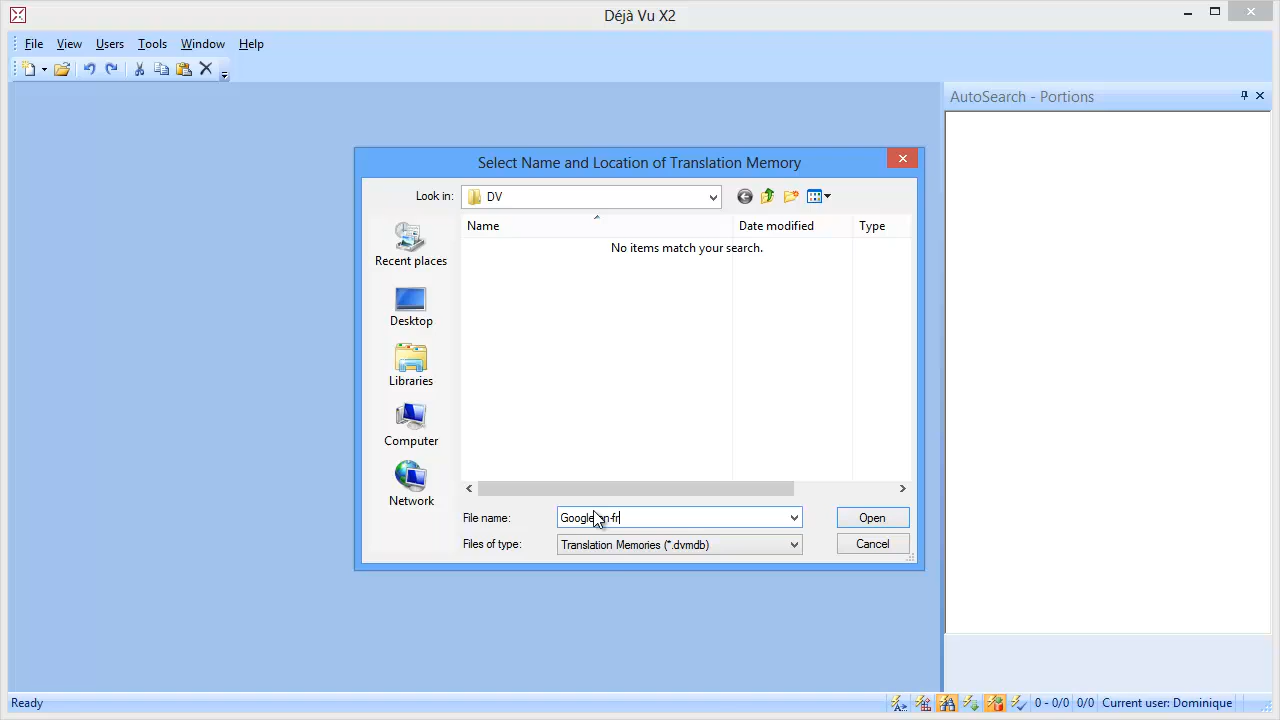 Déjà Vu X2
File View Users Tools Window Help
AutoSearch - Portions
Select Name and Location of Translation Memory
Look in: DV
Name Date modified Type
No items match your search.
Recent places
Desktop
Libraries
Computer
Network
File name: Google n-fr Open
Files of type: Translation Memories (*.dvmdb) Cancel
Ready 0 - 0/0 0/0 Current user: Dominique